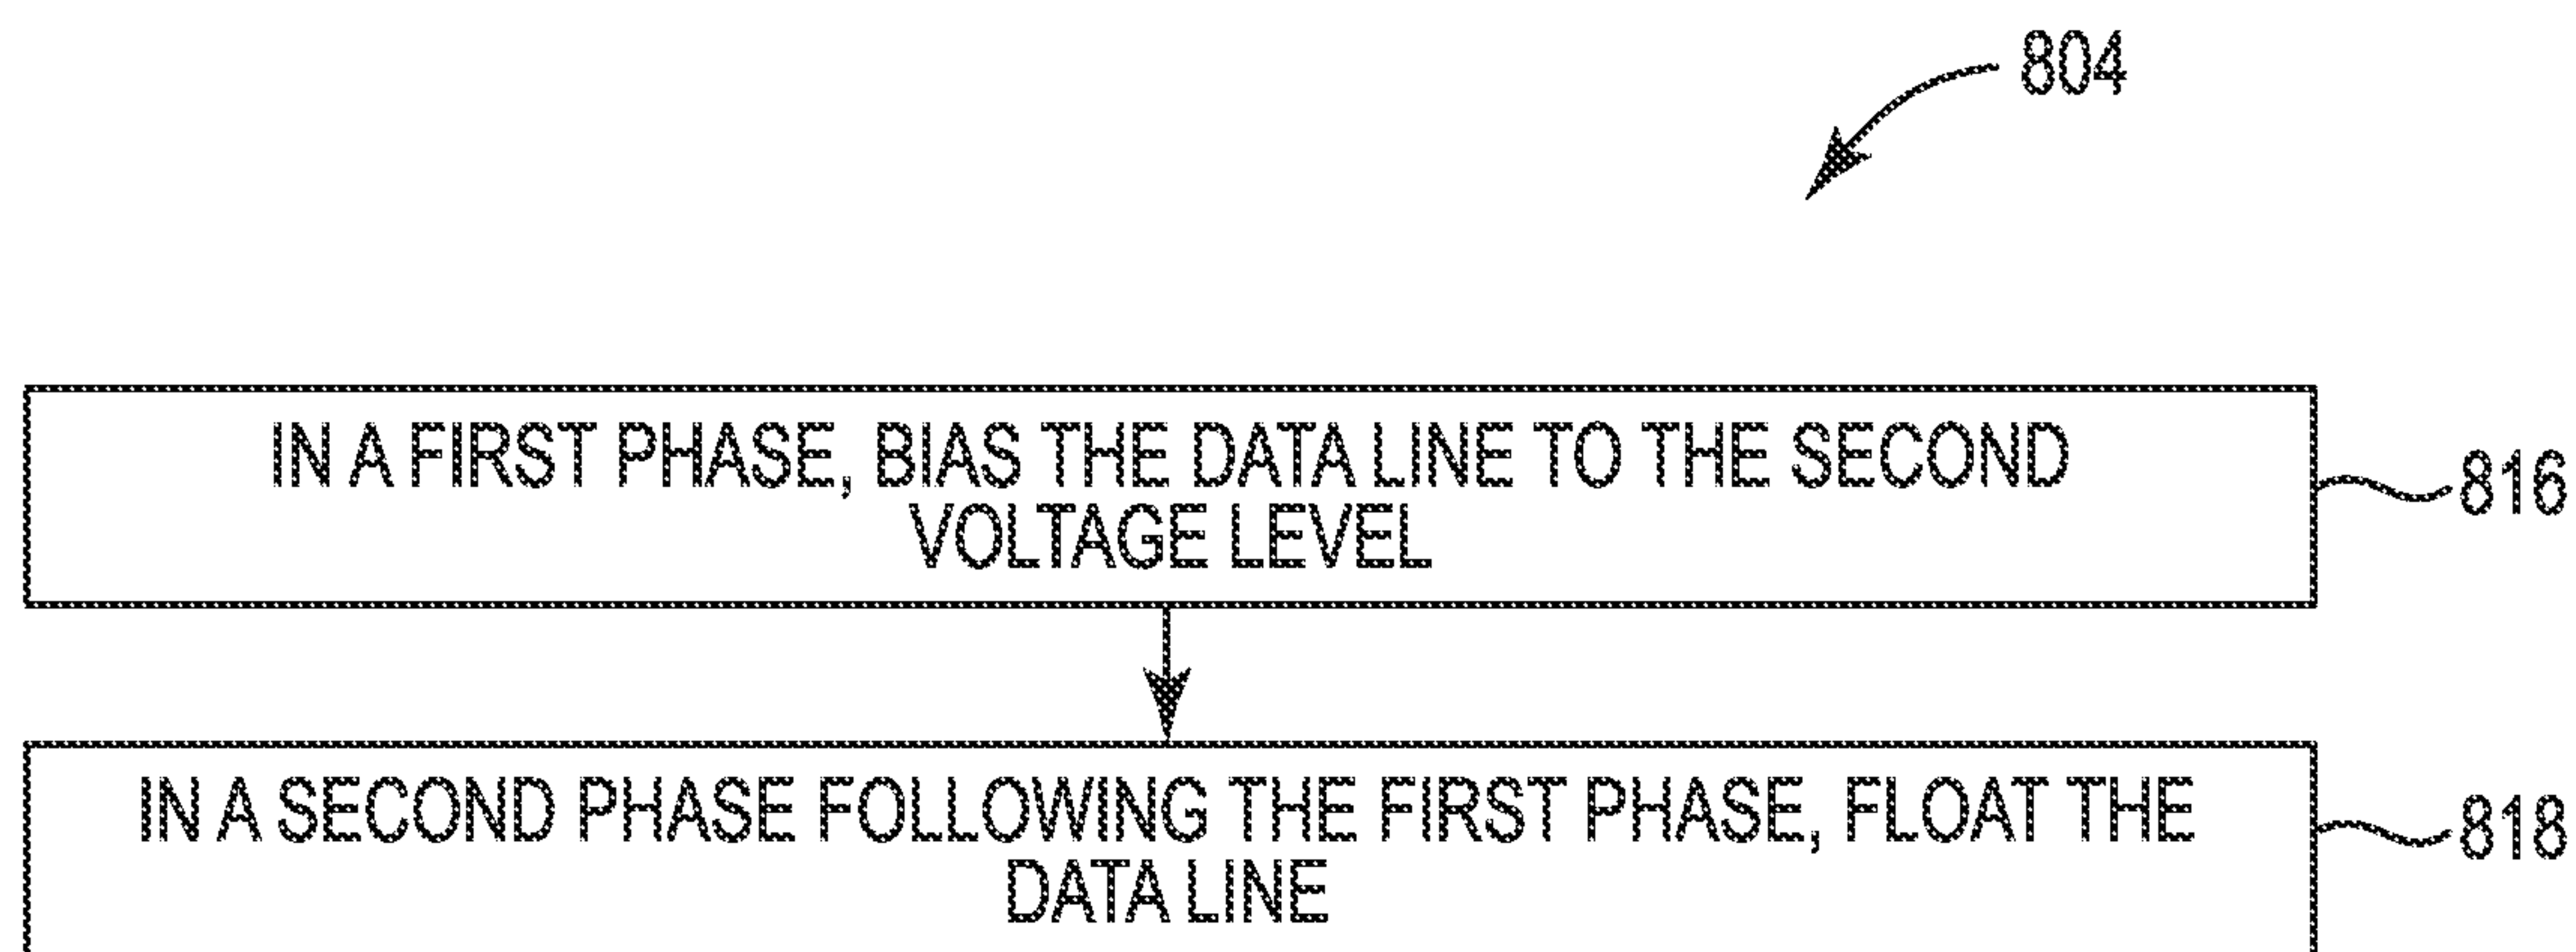 804
IN A FIRST PHASE, BIAS THE DATA LINE TO THE SECOND
VOLTAGE LEVEL
816
IN A SECOND PHASE FOLLOWING THE FIRST PHASE, FLOAT THE
DATA LINE
818